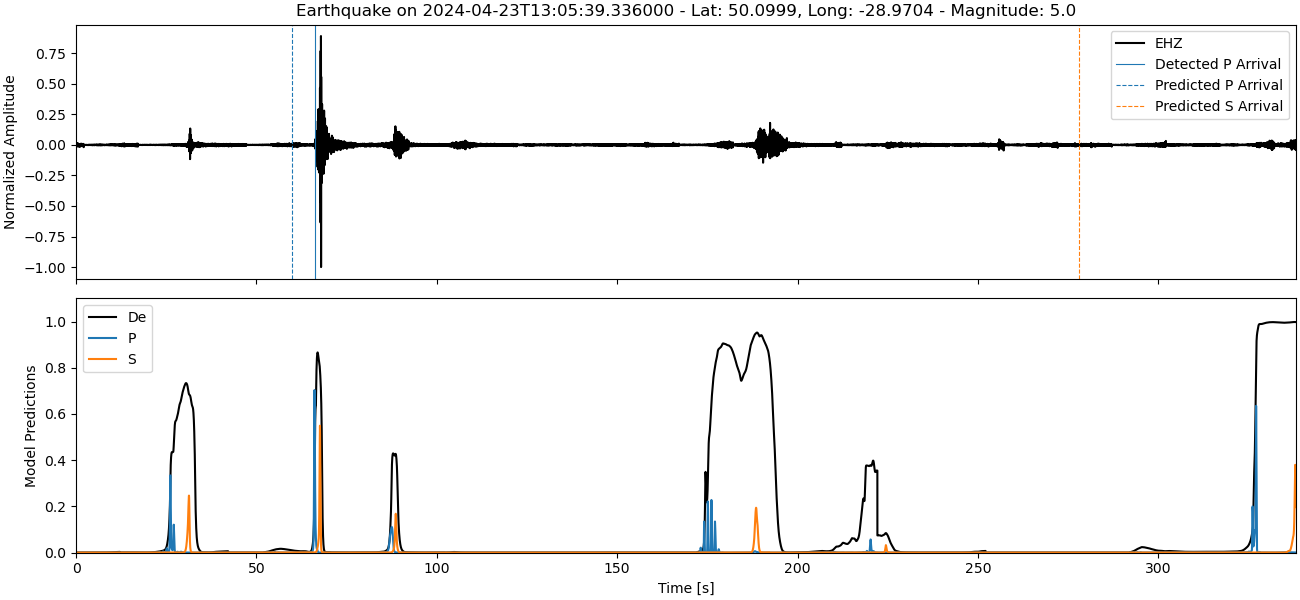 Earthquake on 2024-04-23T13:05:39.336000 - Lat: 50.0999, Long: -28.9704 - Magnitude: 5.0
Normalized Amplitude
0.75
0.50
0.25
0.00
-0.25
-0.50
-0.75
-1.00
EHZ
Detected P Arrival
Predicted P Arrival
Predicted S Arrival
Model Predictions
1.0
0.8
0.6
0.4
0.2
0.0
De
P
S
0 50 100 150 200 250 300
Time [s]